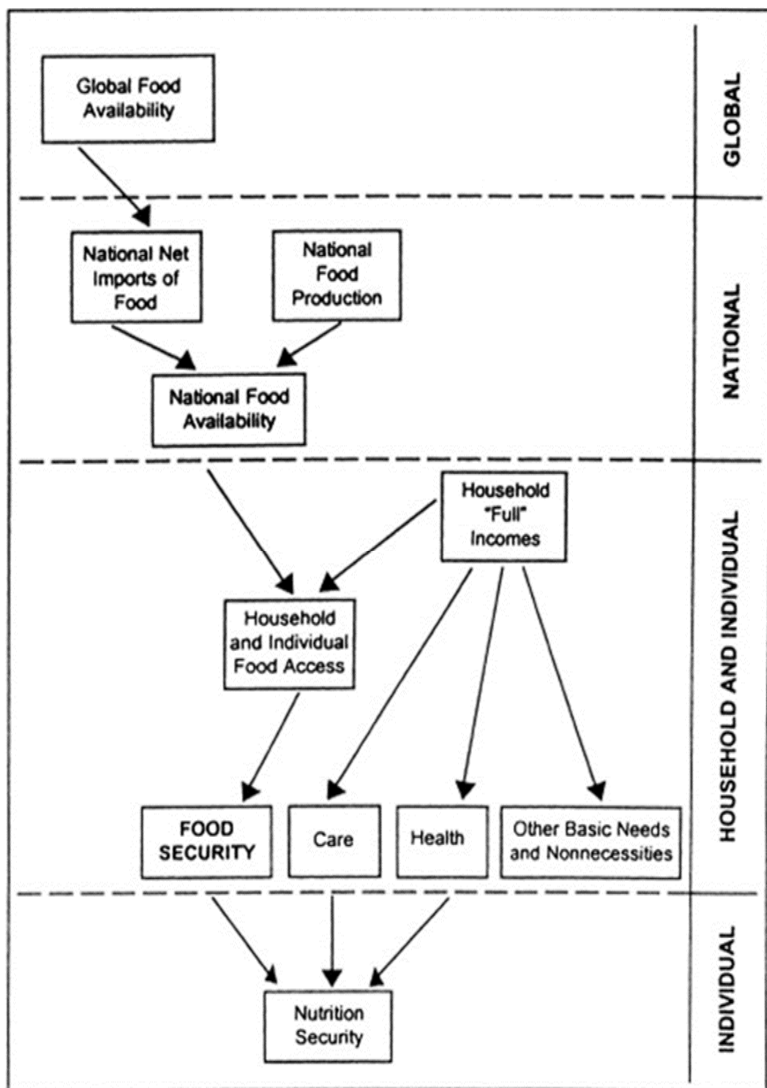 Global Food
Availability
GLOBAL
National Net
Imports of
Food
National
Food
Production
National Food
Availability
NATIONAL
Household
"Full"
Incomes
Household
and Individual
Food Access
FOOD
SECURITY
Care
Health
Other Basic Needs
and Nonnecessities
HOUSEHOLD AND INDIVIDUAL
Nutrition
Security
INDIVIDUAL